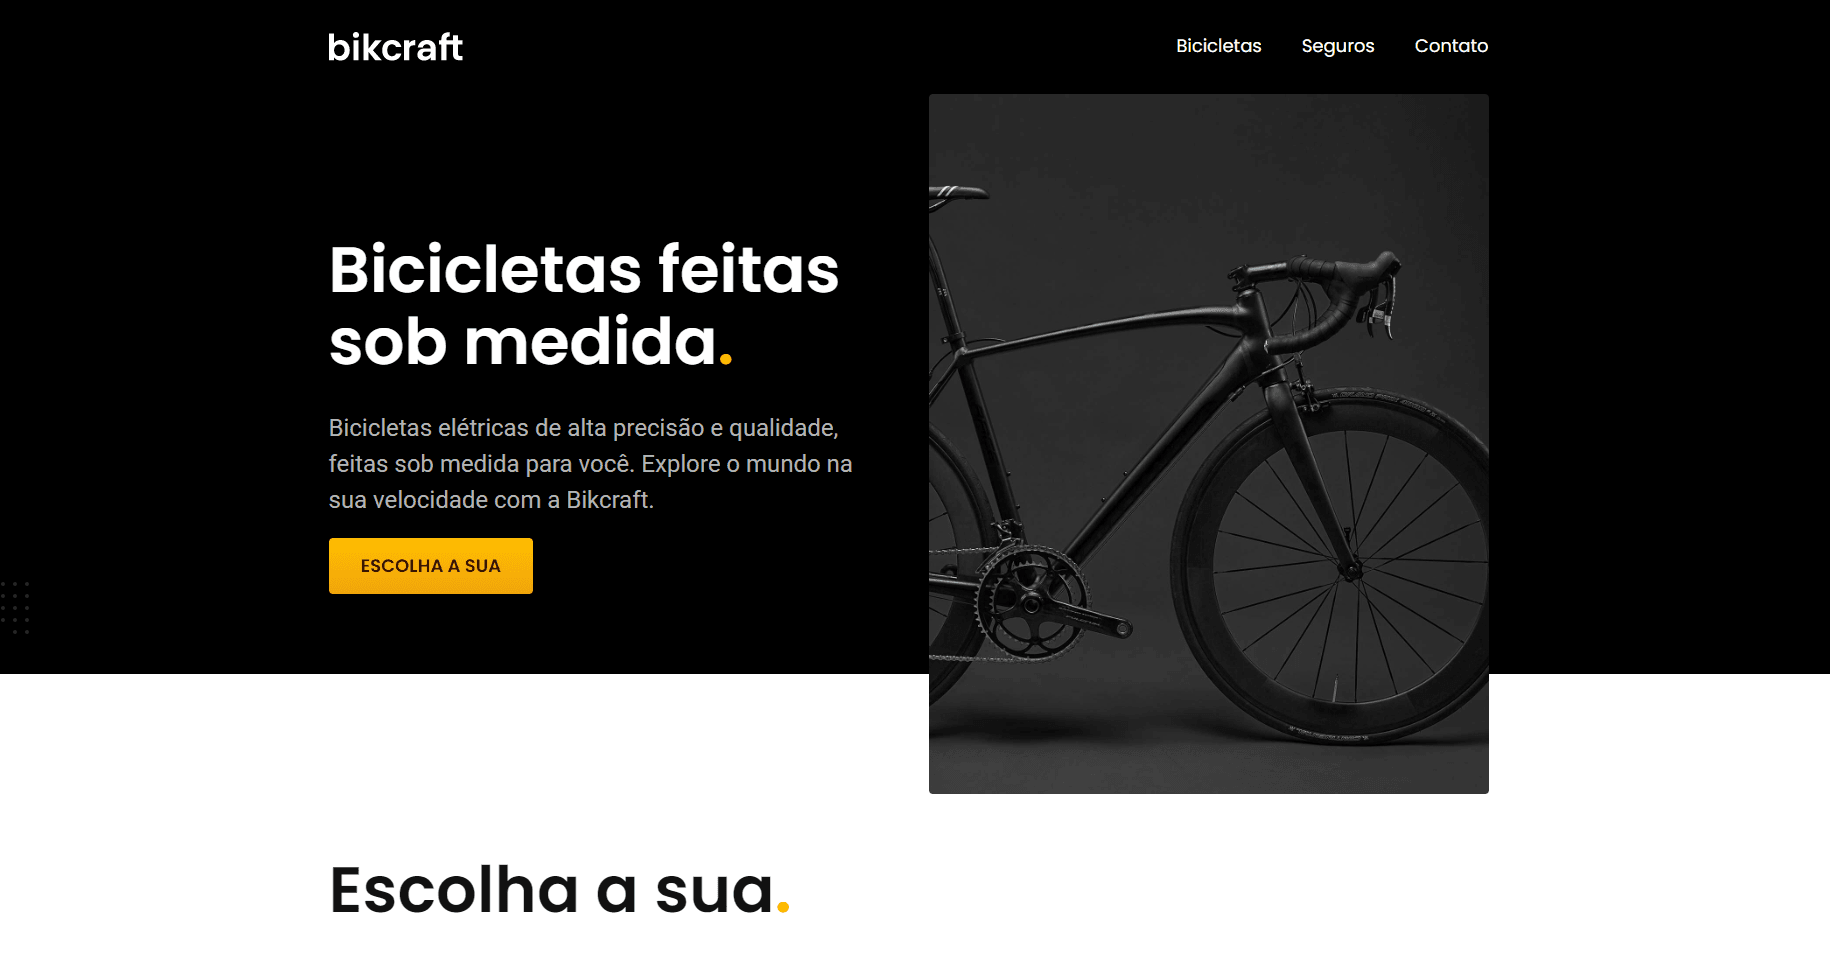 bikcraft
Bicicletas
Seguros
Contato
Bicicletas feitas
sob medida.
Bicicletas elétricas de alta precisão e qualidade,
feitas sob medida para você. Explore o mundo na
sua velocidade com a Bikcraft.
ESCOLHA A SUA
Escolha a sua.